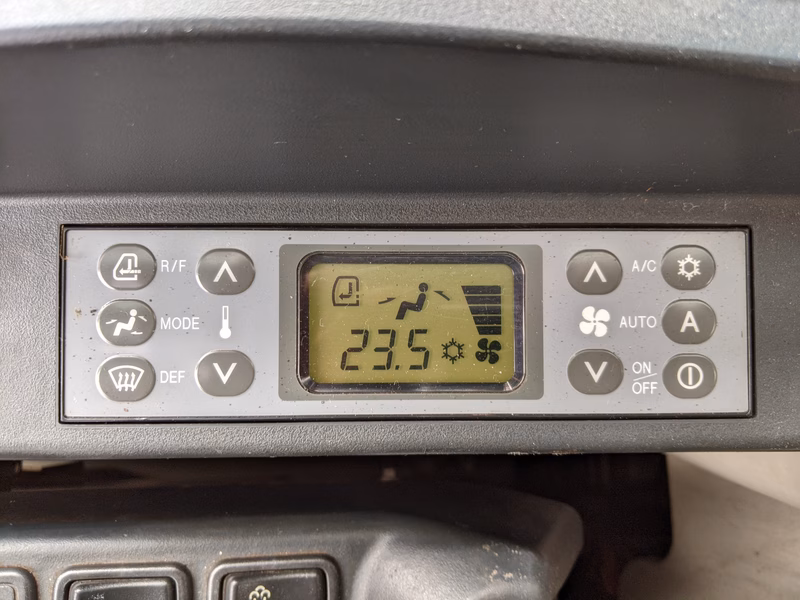 R/F
A/C
MODE
AUTO
A
23.5
DEF
ON
OFF